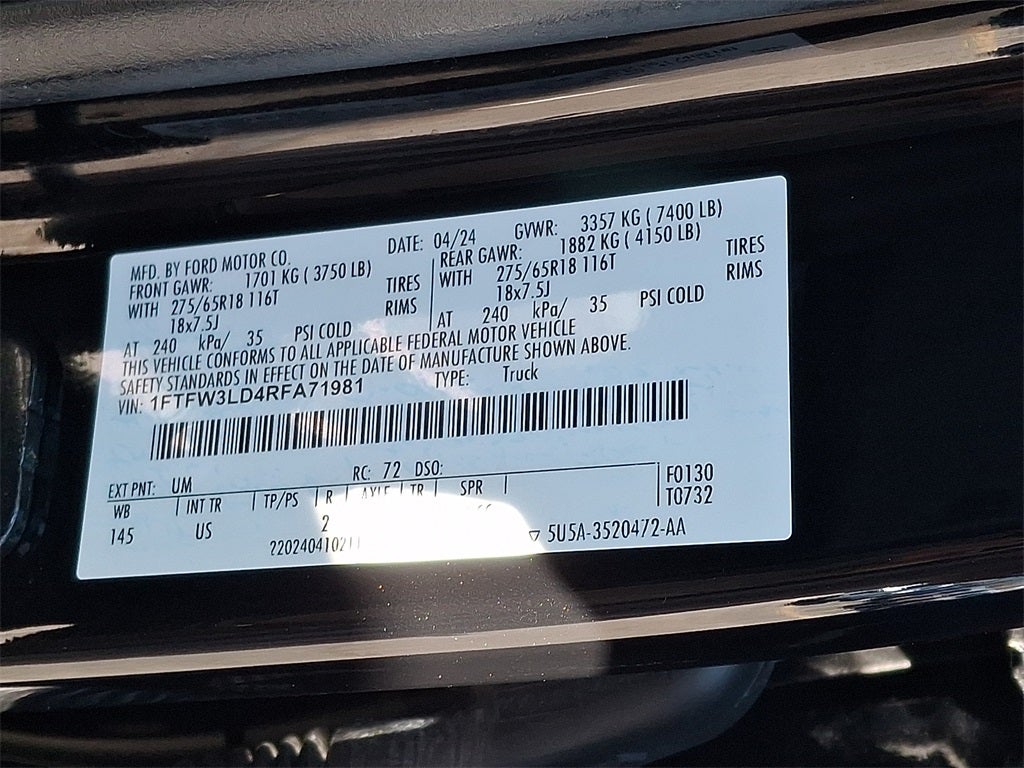 MFD. BY FORD MOTOR CO.
DATE: 04/24 GVWR: 3357 KG ( 7400 LB)
FRONT GAWR: 1701 KG ( 3750 LB)
WITH 275/65R18 116T TIRES
18x7.5J RIMS
AT 240 kPa/ 35 PSI COLD
REAR GAWR: 1882 KG ( 4150 LB)
WITH 275/65R18 116T TIRES
18x7.5J RIMS
AT 240 kPa/ 35 PSI COLD
THIS VEHICLE CONFORMS TO ALL APPLICABLE FEDERAL MOTOR VEHICLE
SAFETY STANDARDS IN EFFECT ON THE DATE OF MANUFACTURE SHOWN ABOVE.
VIN: 1FTFW3LD4RFA71981 TYPE: Truck
EXT PNT: UM RC: 72 DSO: F0130
WB INT TR TP/PS R AXLE TR SPR T0732
145 US 2
▽ 5U5A-3520472-AA